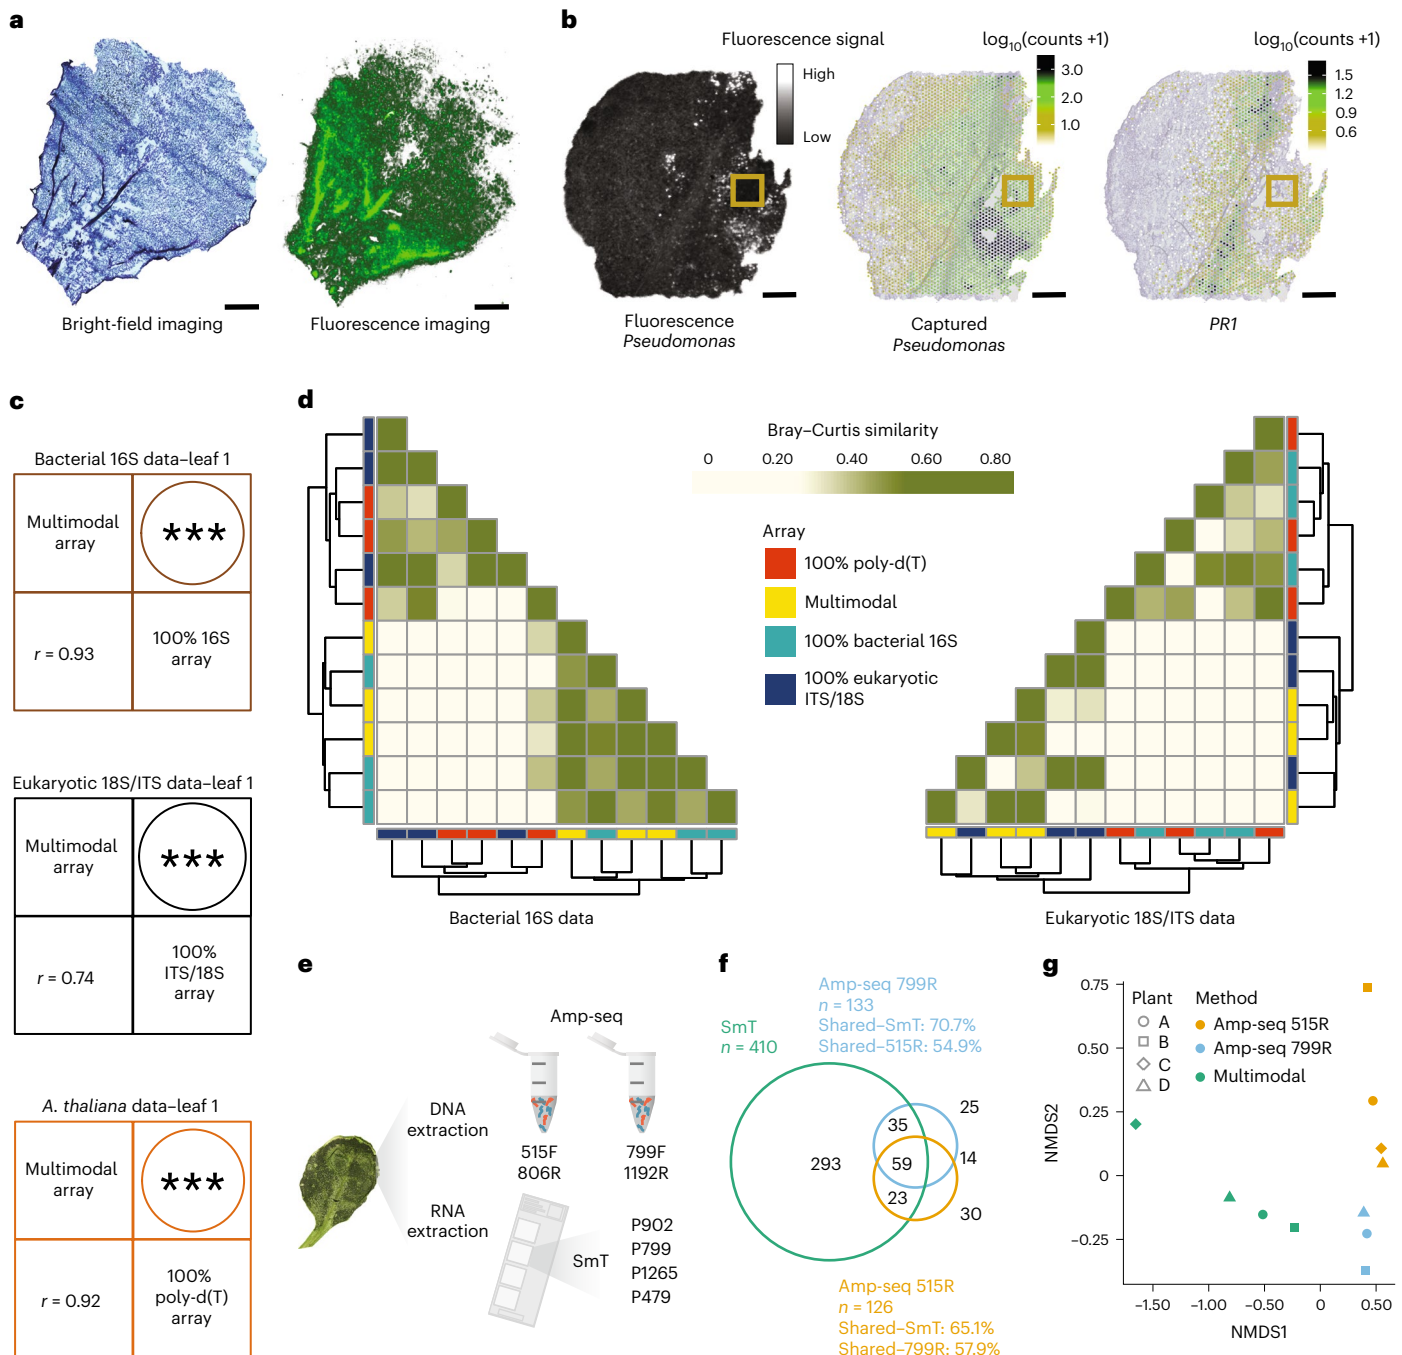 a
Bright-field imaging
Fluorescence imaging
b
Fluorescence signal
High
Low
Fluorescence
Pseudomonas
log10(counts +1)
3.0
2.0
1.0
Captured
Pseudomonas
log10(counts +1)
1.5
1.2
0.9
0.6
PR1
c
Bacterial 16S data–leaf 1
Multimodal
array
***
r = 0.93
100% 16S
array
Eukaryotic 18S/ITS data–leaf 1
Multimodal
array
***
r = 0.74
100%
ITS/18S
array
A. thaliana data–leaf 1
Multimodal
array
***
r = 0.92
100%
poly-d(T)
array
d
Bray–Curtis similarity
0 0.20 0.40 0.60 0.80
Array
100% poly-d(T)
Multimodal
100% bacterial 16S
100% eukaryotic
ITS/18S
Bacterial 16S data
Eukaryotic 18S/ITS data
e
Amp-seq
DNA
extraction
515F
806R
799F
1192R
RNA
extraction
SmT
P902
P799
P1265
P479
f
SmT
n = 410
Amp-seq 799R
n = 133
Shared–SmT: 70.7%
Shared–515R: 54.9%
293
35
25
59
14
23
30
Amp-seq 515R
n = 126
Shared–SmT: 65.1%
Shared–799R: 57.9%
g
Plant
A
B
C
D
Method
Amp-seq 515R
Amp-seq 799R
Multimodal
NMDS2
0.75
0.50
0.25
0
−0.25
−1.50 −1.00 −0.50 0 0.50
NMDS1